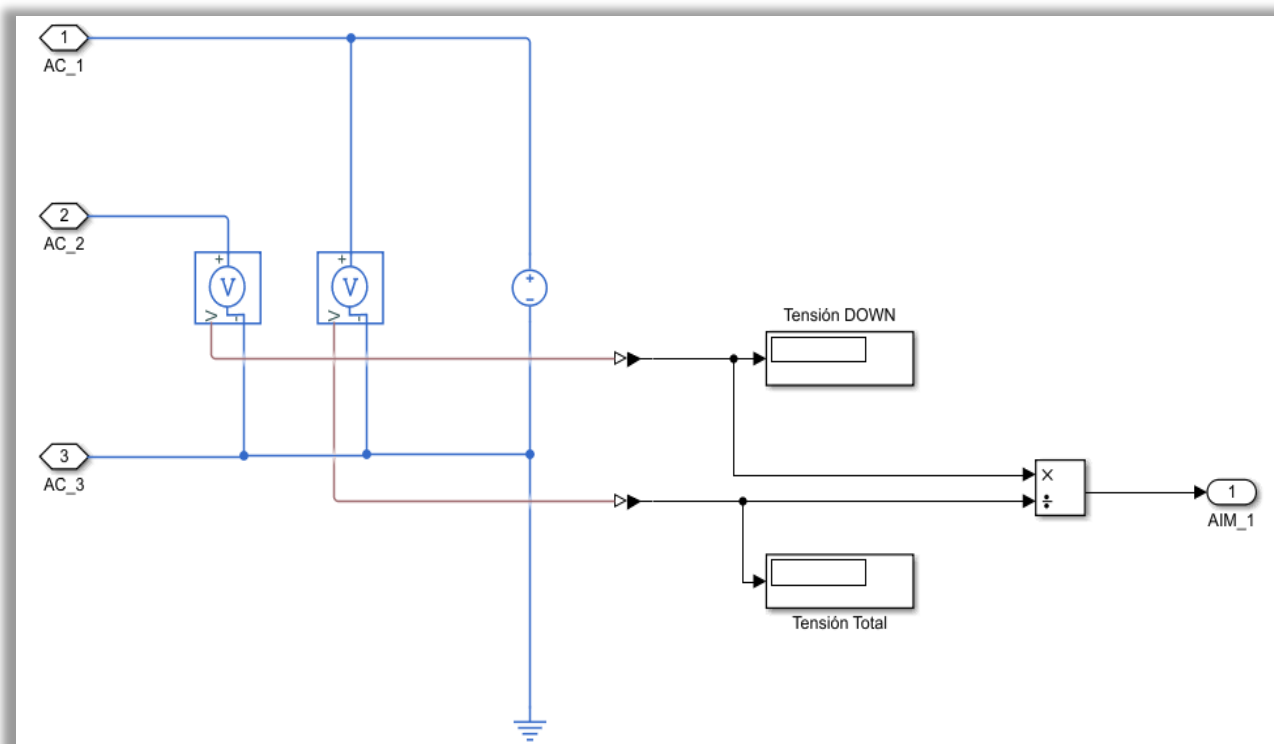 1
AC_1
2
AC_2
+
V
V
-
+
V
V
-
+
-
Tensión DOWN
3
AC_3
×
÷
1
AIM_1
Tensión Total